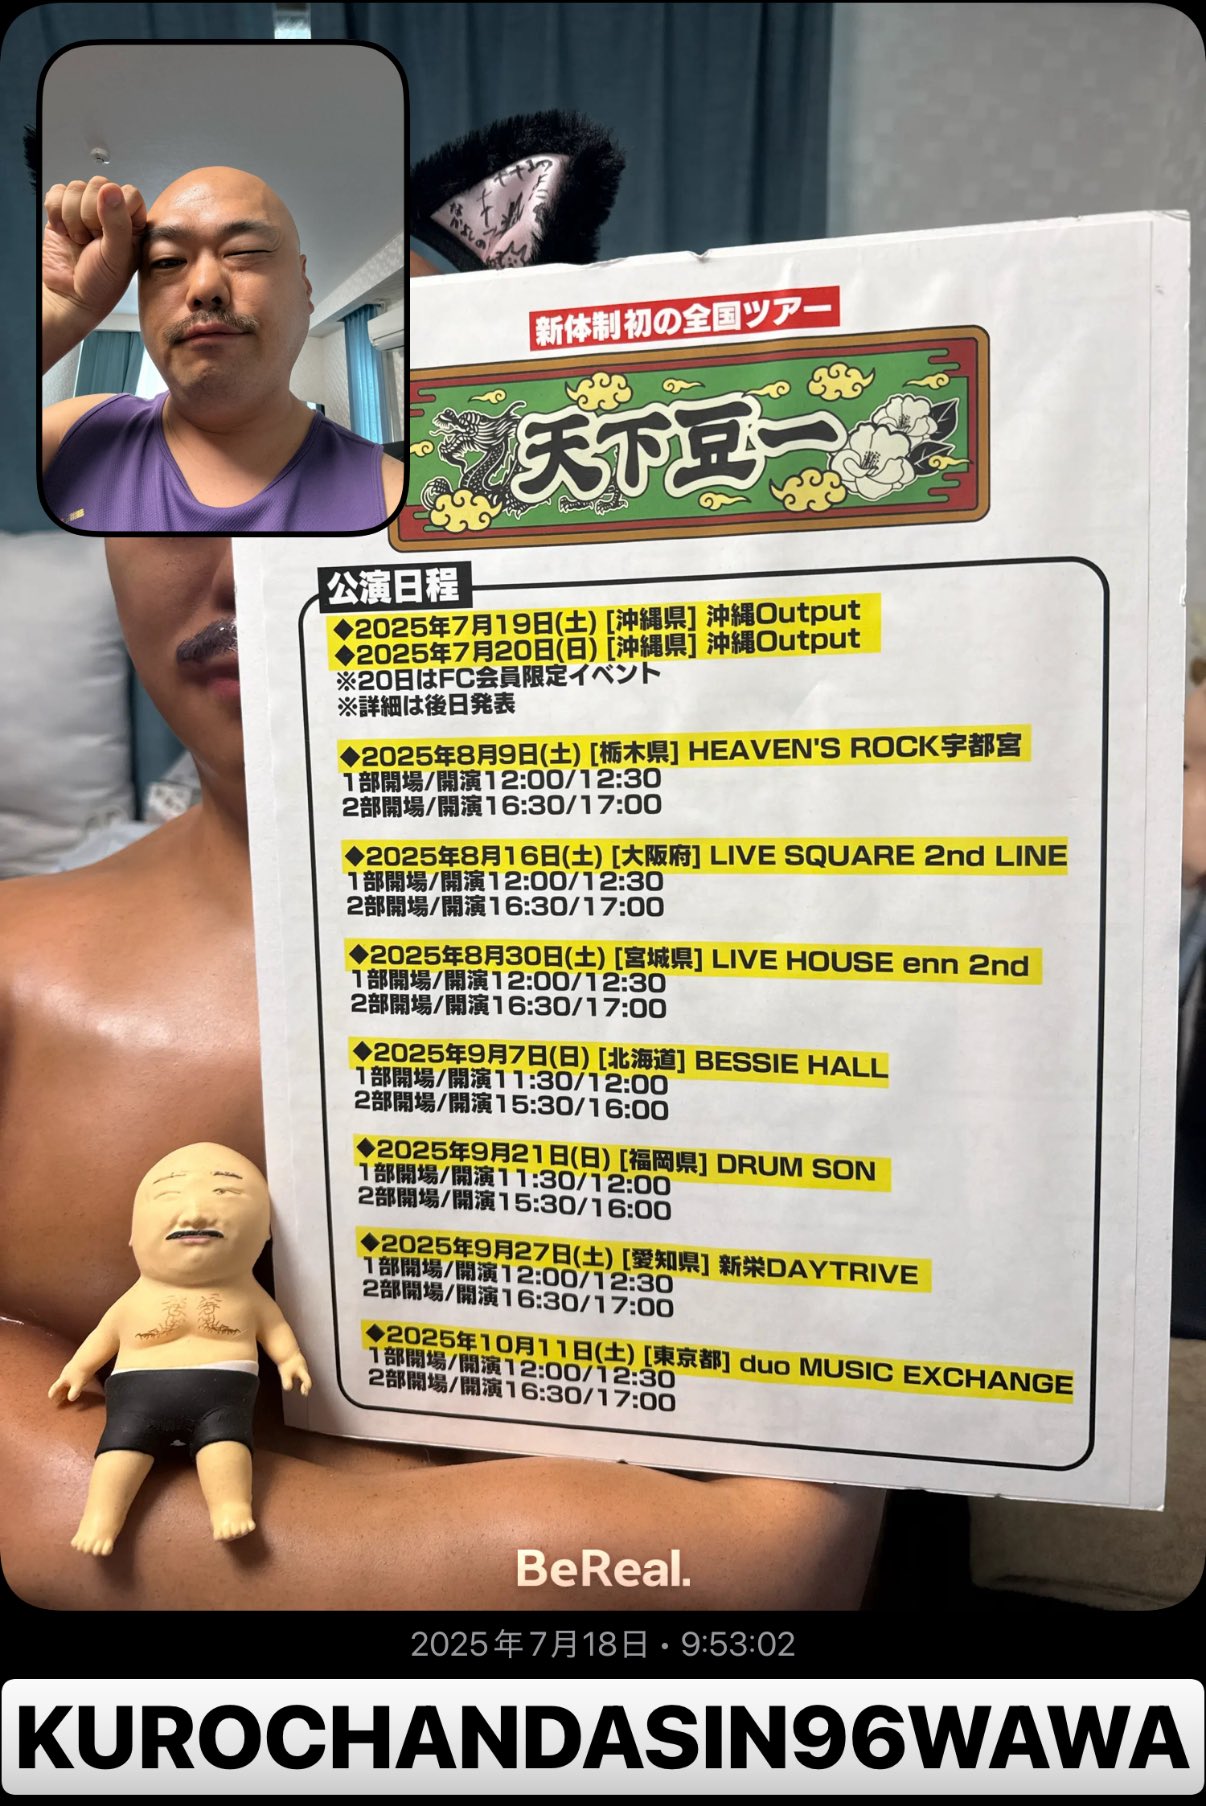 新体制初の全国ツアー
天下豆一
公演日程
◆2025年7月19日(土) [沖縄県] 沖縄Output
◆2025年7月20日(日) [沖縄県] 沖縄Output
※20日はFC会員限定イベント
※詳細は後日発表
◆2025年8月9日(土) [栃木県] HEAVEN'S ROCK宇都宮
1部開場/開演12:00/12:30
2部開場/開演16:30/17:00
◆2025年8月16日(土) [大阪府] LIVE SQUARE 2nd LINE
1部開場/開演12:00/12:30
2部開場/開演16:30/17:00
◆2025年8月30日(土) [宮城県] LIVE HOUSE enn 2nd
1部開場/開演12:00/12:30
2部開場/開演16:30/17:00
◆2025年9月7日(日) [北海道] BESSIE HALL
1部開場/開演11:30/12:00
2部開場/開演15:30/16:00
◆2025年9月21日(日) [福岡県] DRUM SON
1部開場/開演11:30/12:00
2部開場/開演15:30/16:00
◆2025年9月27日(土) [愛知県] 新栄DAYTRIVE
1部開場/開演12:00/12:30
2部開場/開演16:30/17:00
◆2025年10月11日(土) [東京都] duo MUSIC EXCHANGE
1部開場/開演12:00/12:30
2部開場/開演16:30/17:00
BeReal.
2025年7月18日・9:53:02
KUROCHANDASIN96WAWA